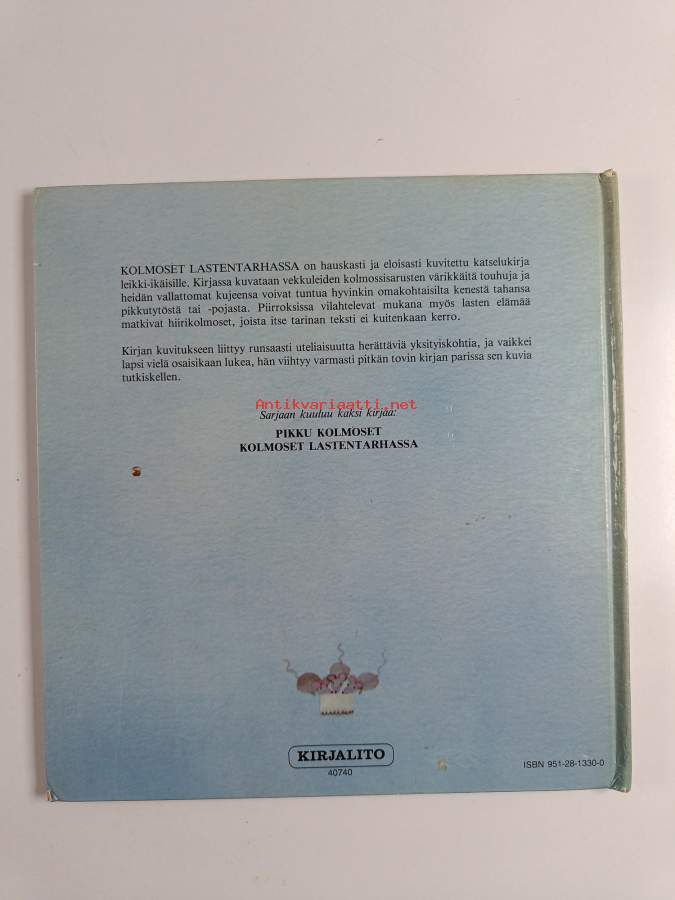 KOLMOSET LASTENTARHASSA on hauskasti ja eloisasti kuvitettu katselukirja
leikki-ikäisille. Kirjassa kuvataan vekkuleiden kolmossisarusten värikkäitä touhuja ja
heidän vallattomat kujeensa voivat tuntua hyvinkin omakohtaisilta kenestä tahansa
pikkutytöstä tai -pojasta. Piirroksissa vilahtelevat mukana myös lasten elämää
matkivat hiirikolmoset, joista itse tarinan teksti ei kuitenkaan kerro.
Kirjan kuvitukseen liittyy runsaasti uteliaisuutta herättäviä yksityiskohtia, ja vaikkei
lapsi vielä osaisikaan lukea, hän viihtyy varmasti pitkän tovin kirjan parissa sen kuvia
tutkiskellen.
Antikvariaatti.net
Sarjaan kuuluu kaksi kirjaa:
PIKKU KOLMOSET
KOLMOSET LASTENTARHASSA
KIRJALITO
40740
ISBN 951-28-1330-0